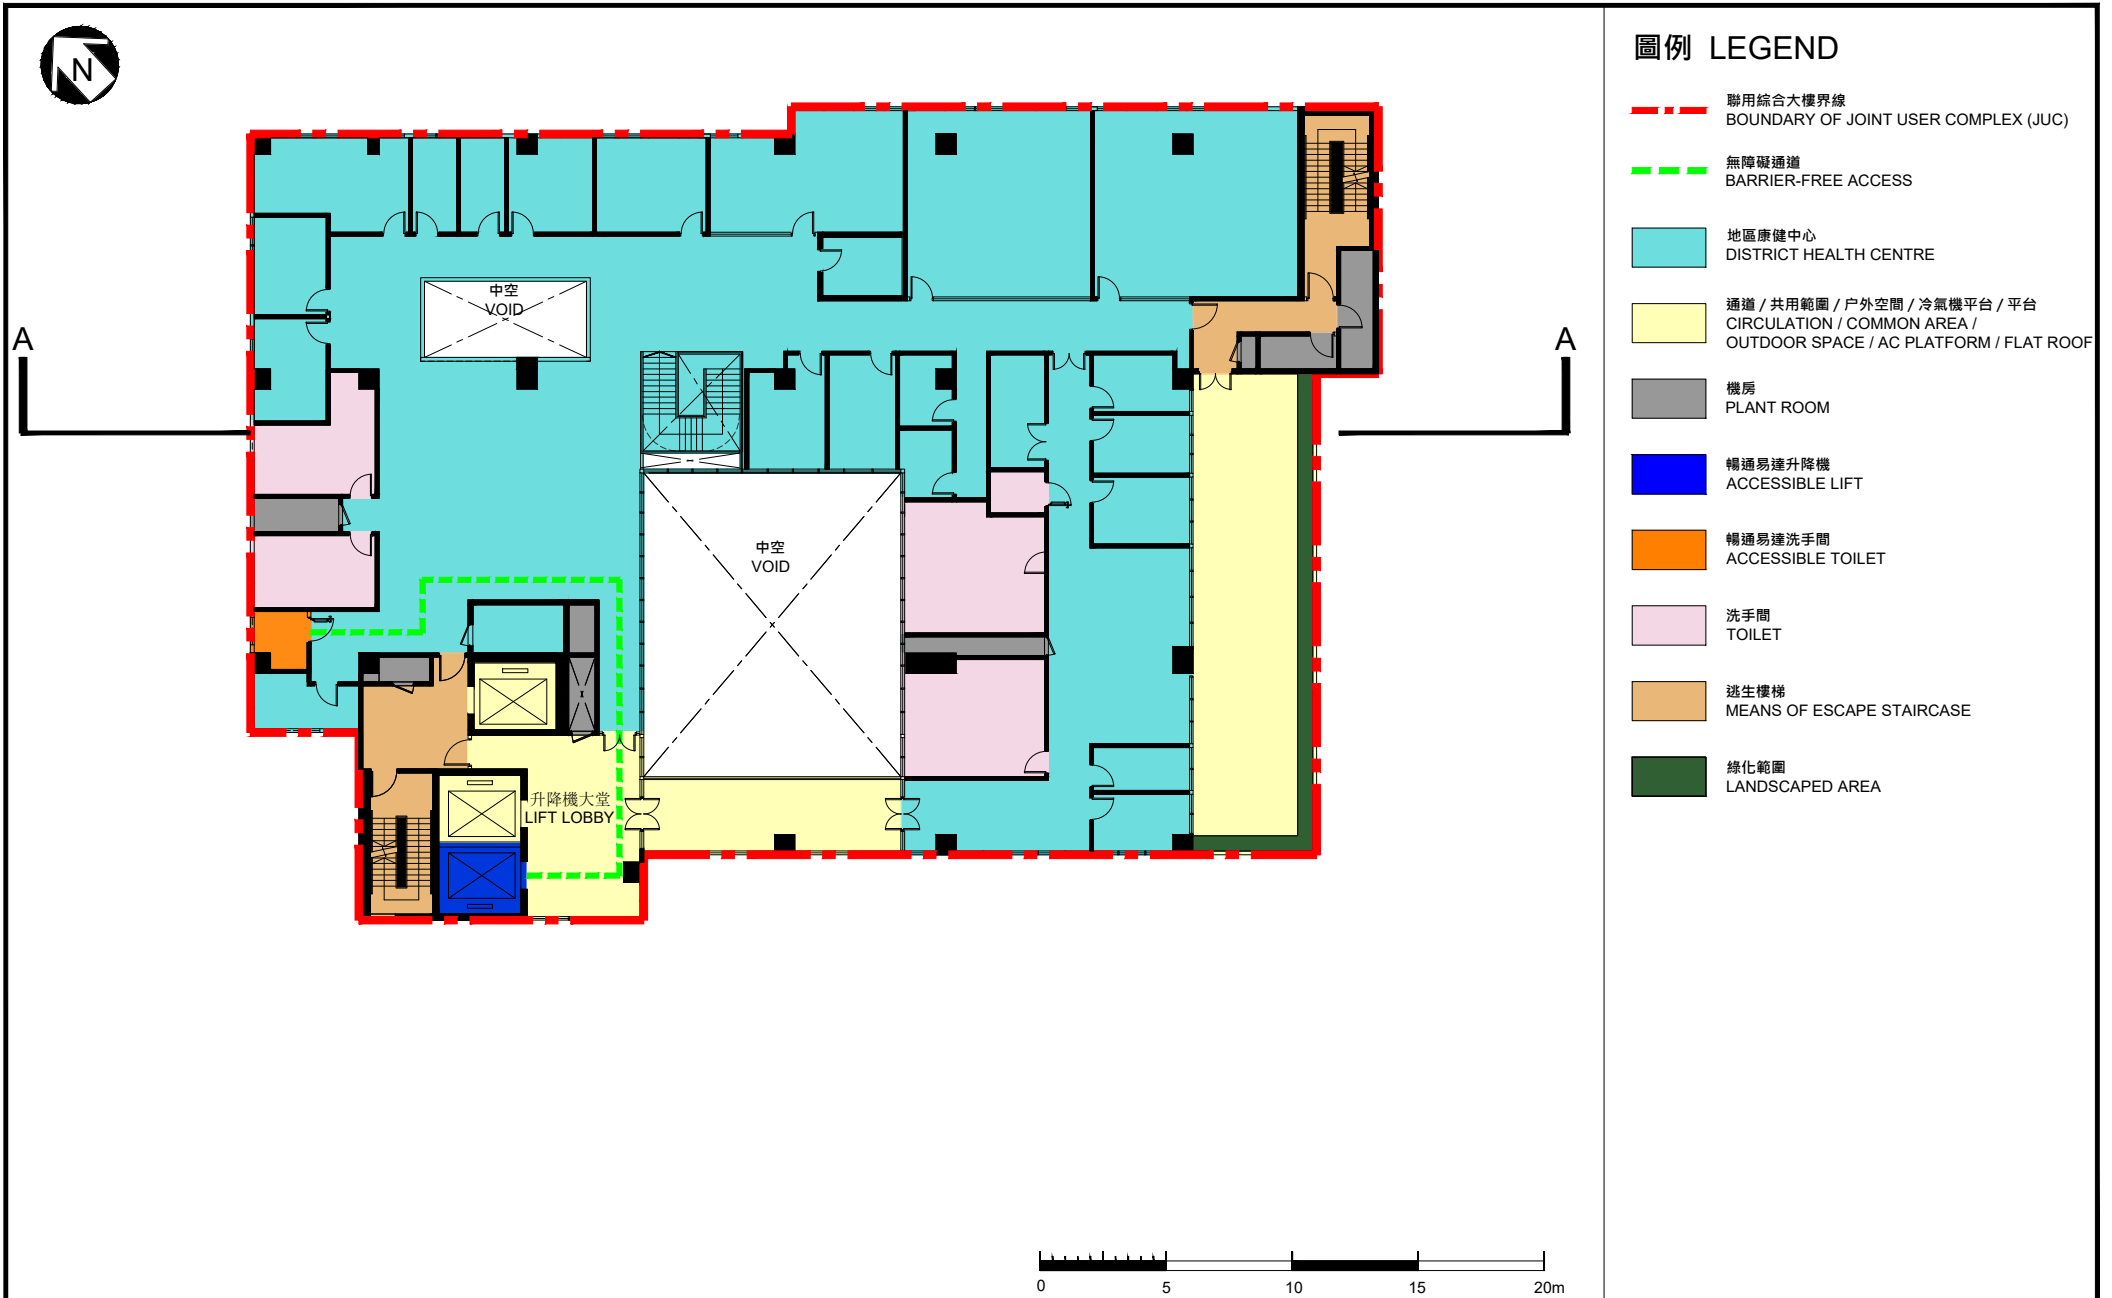 N
中空
VOID
A
A
中空
VOID
升降機大堂
LIFT LOBBY
0
5
10
15
20m
圖例 LEGEND
聯用綜合大樓界線
BOUNDARY OF JOINT USER COMPLEX (JUC)
無障礙通道
BARRIER-FREE ACCESS
地區康健中心
DISTRICT HEALTH CENTRE
通道 / 共用範圍 / 户外空間 / 冷氣機平台 / 平台
CIRCULATION / COMMON AREA /
OUTDOOR SPACE / AC PLATFORM / FLAT ROOF
機房
PLANT ROOM
暢通易達升降機
ACCESSIBLE LIFT
暢通易達洗手間
ACCESSIBLE TOILET
洗手間
TOILET
逃生樓梯
MEANS OF ESCAPE STAIRCASE
綠化範圍
LANDSCAPED AREA